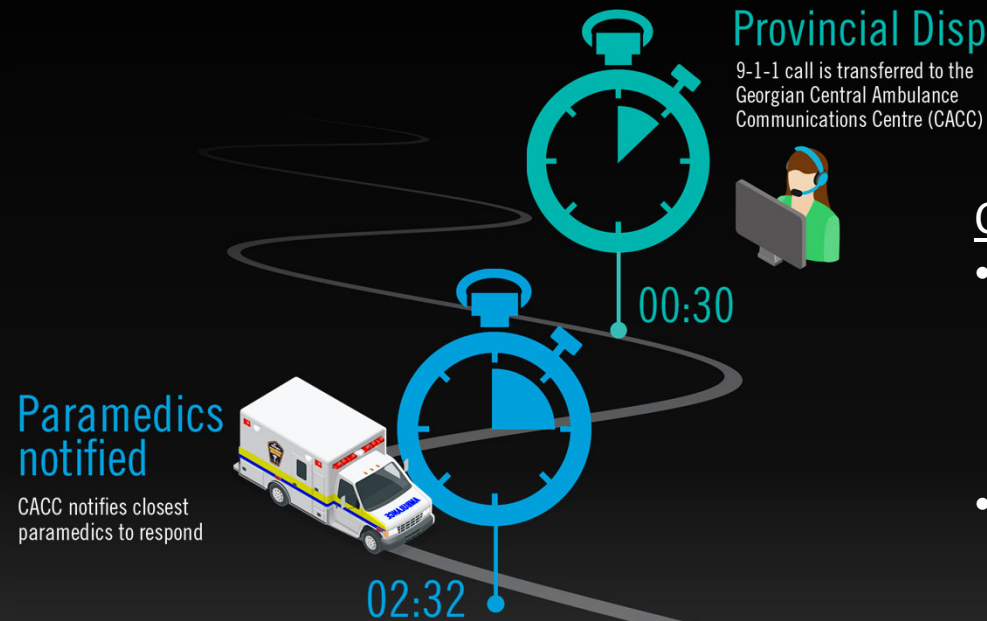 Provincial Disp
9-1-1 call is transferred to the
Georgian Central Ambulance
Communications Centre (CACC)
00:30
Paramedics
notified
CACC notifies closest
paramedics to respond
AMBULANCE
02:32